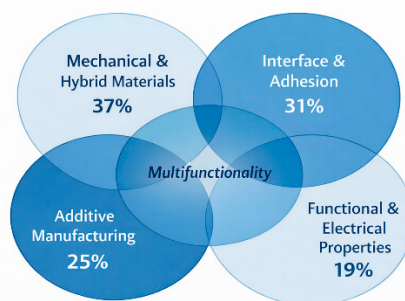 Mechanical &
Hybrid Materials
37%
Interface &
Adhesion
31%
Multifunctionality
Additive
Manufacturing
25%
Functional &
Electrical
Properties
19%